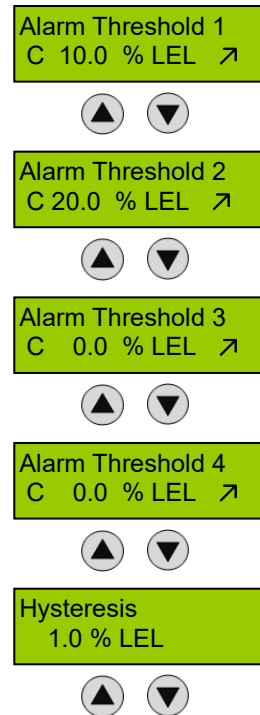 Alarm Threshold 1
C 10.0 % LEL ↗
Alarm Threshold 2
C 20.0 % LEL ↗
Alarm Threshold 3
C 0.0 % LEL ↗
Alarm Threshold 4
C 0.0 % LEL ↗
Hysteresis
1.0 % LEL